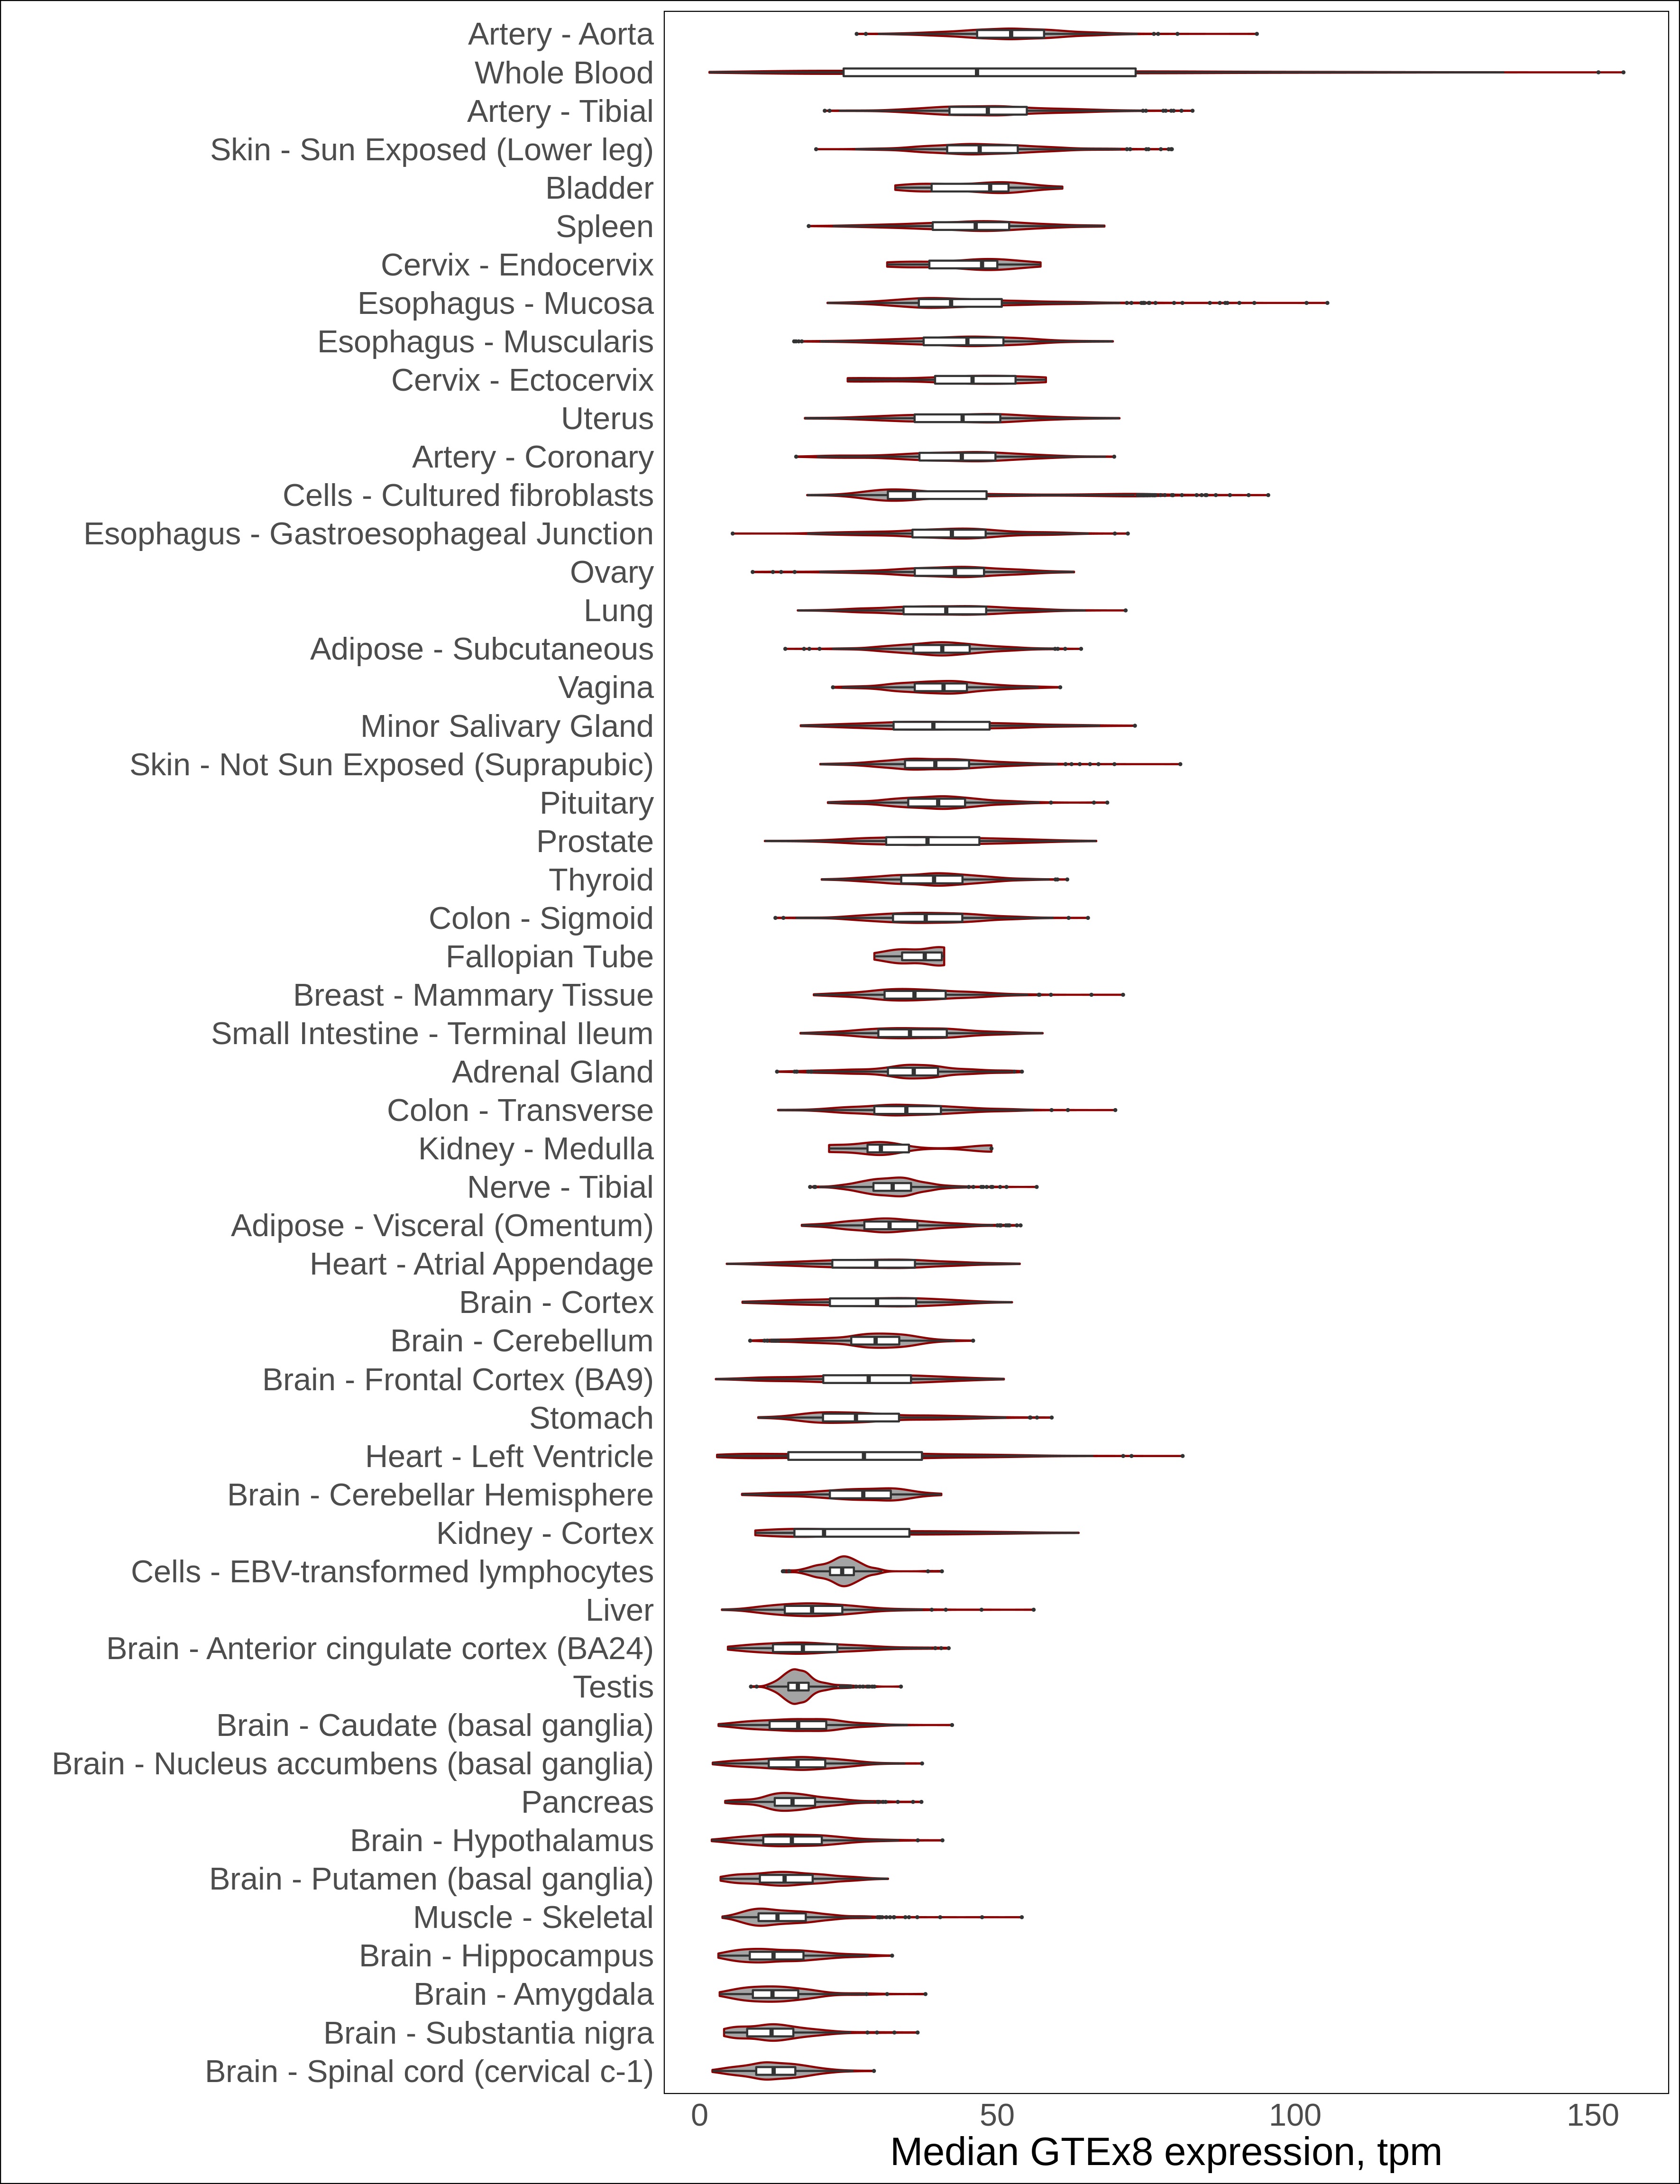 Artery - Aorta
Whole Blood
Artery - Tibial
Skin - Sun Exposed (Lower leg)
Bladder
Spleen
Cervix - Endocervix
Esophagus - Mucosa
Esophagus - Muscularis
Cervix - Ectocervix
Uterus
Artery - Coronary
Cells - Cultured fibroblasts
Esophagus - Gastroesophageal Junction
Ovary
Lung
Adipose - Subcutaneous
Vagina
Minor Salivary Gland
Skin - Not Sun Exposed (Suprapubic)
Pituitary
Prostate
Thyroid
Colon - Sigmoid
Fallopian Tube
Breast - Mammary Tissue
Small Intestine - Terminal Ileum
Adrenal Gland
Colon - Transverse
Kidney - Medulla
Nerve - Tibial
Adipose - Visceral (Omentum)
Heart - Atrial Appendage
Brain - Cortex
Brain - Cerebellum
Brain - Frontal Cortex (BA9)
Stomach
Heart - Left Ventricle
Brain - Cerebellar Hemisphere
Kidney - Cortex
Cells - EBV-transformed lymphocytes
Liver
Brain - Anterior cingulate cortex (BA24)
Testis
Brain - Caudate (basal ganglia)
Brain - Nucleus accumbens (basal ganglia)
Pancreas
Brain - Hypothalamus
Brain - Putamen (basal ganglia)
Muscle - Skeletal
Brain - Hippocampus
Brain - Amygdala
Brain - Substantia nigra
Brain - Spinal cord (cervical c-1)
0 50 100 150
Median GTEx8 expression, tpm